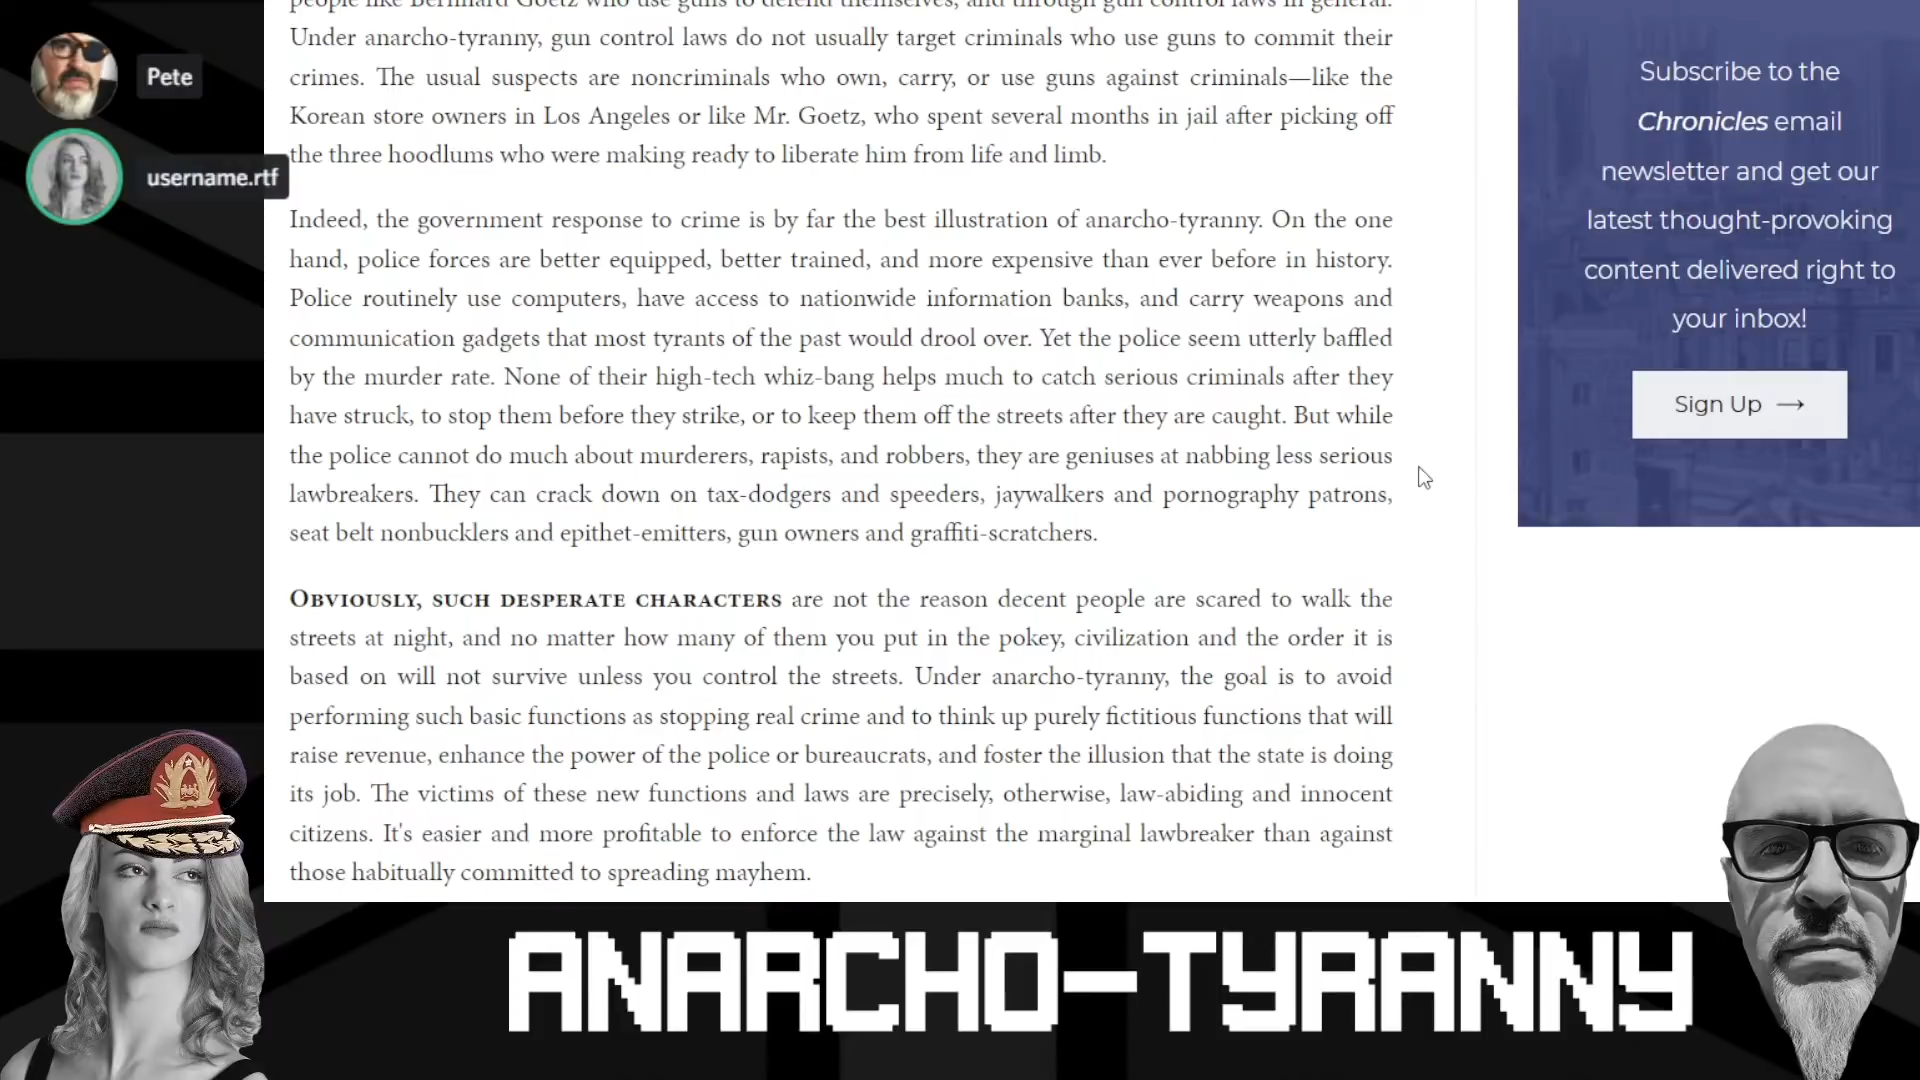 Pete
username.rtf
people like Bernhard Goetz who use guns to defend themselves, and through gun control laws in general.
Under anarcho-tyranny, gun control laws do not usually target criminals who use guns to commit their
crimes. The usual suspects are noncriminals who own, carry, or use guns against criminals—like the
Korean store owners in Los Angeles or like Mr. Goetz, who spent several months in jail after picking off
the three hoodlums who were making ready to liberate him from life and limb.
Indeed, the government response to crime is by far the best illustration of anarcho-tyranny. On the one
hand, police forces are better equipped, better trained, and more expensive than ever before in history.
Police routinely use computers, have access to nationwide information banks, and carry weapons and
communication gadgets that most tyrants of the past would drool over. Yet the police seem utterly baffled
by the murder rate. None of their high-tech whiz-bang helps much to catch serious criminals after they
have struck, to stop them before they strike, or to keep them off the streets after they are caught. But while
the police cannot do much about murderers, rapists, and robbers, they are geniuses at nabbing less serious
lawbreakers. They can crack down on tax-dodgers and speeders, jaywalkers and pornography patrons,
seat belt nonbucklers and epithet-emitters, gun owners and graffiti-scratchers.
OBVIOUSLY, SUCH DESPERATE CHARACTERS are not the reason decent people are scared to walk the
streets at night, and no matter how many of them you put in the pokey, civilization and the order it is
based on will not survive unless you control the streets. Under anarcho-tyranny, the goal is to avoid
performing such basic functions as stopping real crime and to think up purely fictitious functions that will
raise revenue, enhance the power of the police or bureaucrats, and foster the illusion that the state is doing
its job. The victims of these new functions and laws are precisely, otherwise, law-abiding and innocent
citizens. It's easier and more profitable to enforce the law against the marginal lawbreaker than against
those habitually committed to spreading mayhem.
Subscribe to the
Chronicles email
newsletter and get our
latest thought-provoking
content delivered right to
your inbox!
Sign Up →
ANARCHO-TYRANNY